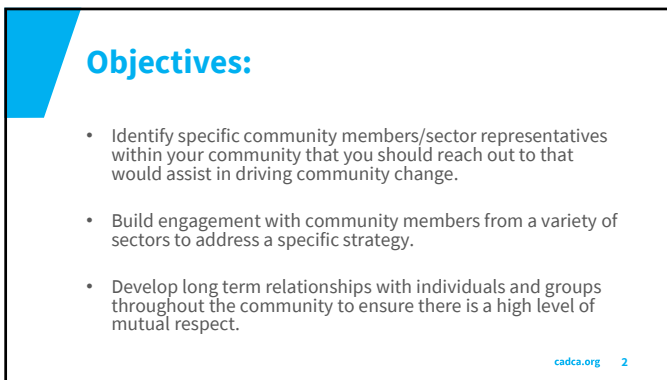 Objectives:
• Identify specific community members/sector representatives
within your community that you should reach out to that
would assist in driving community change.
• Build engagement with community members from a variety of
sectors to address a specific strategy.
• Develop long term relationships with individuals and groups
throughout the community to ensure there is a high level of
mutual respect.
cadca.org 2